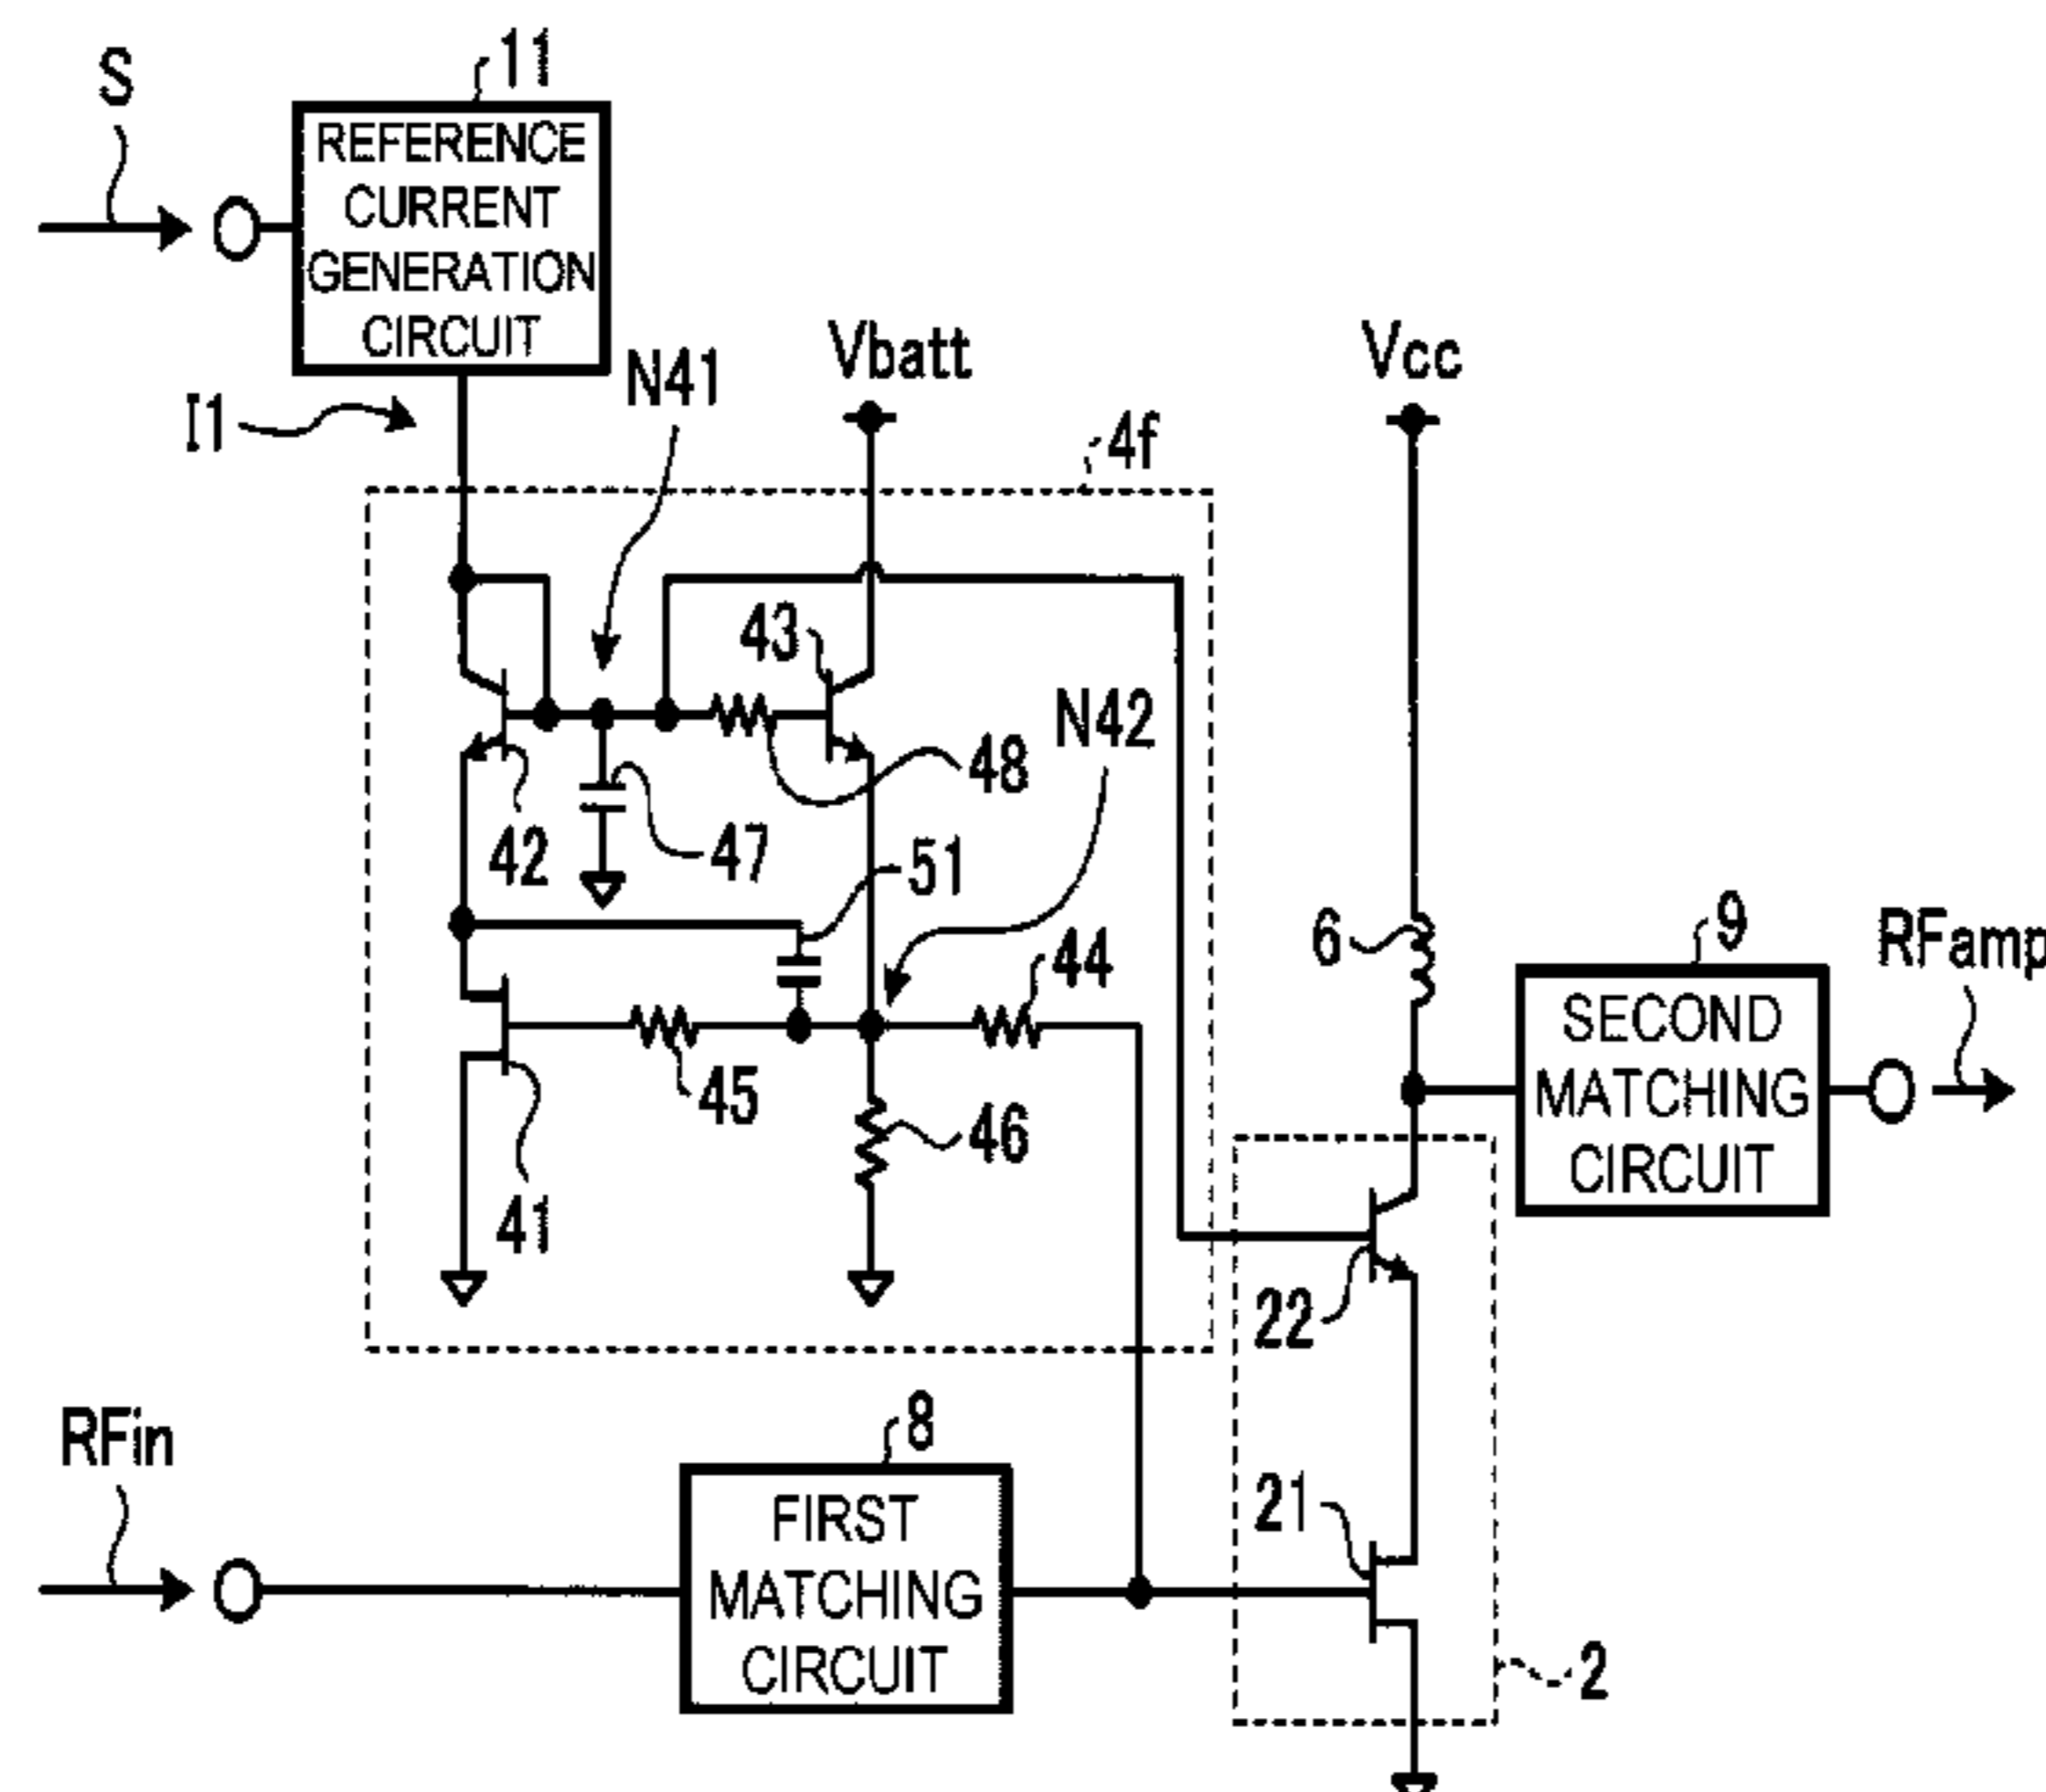 S
11
REFERENCE
CURRENT
GENERATION
CIRCUIT
I1
N41
Vbatt
Vcc
4f
43
N42
48
42
47
51
44
6
9
RFamp
SECOND
MATCHING
CIRCUIT
45
46
41
22
RFin
8
FIRST
MATCHING
CIRCUIT
21
2